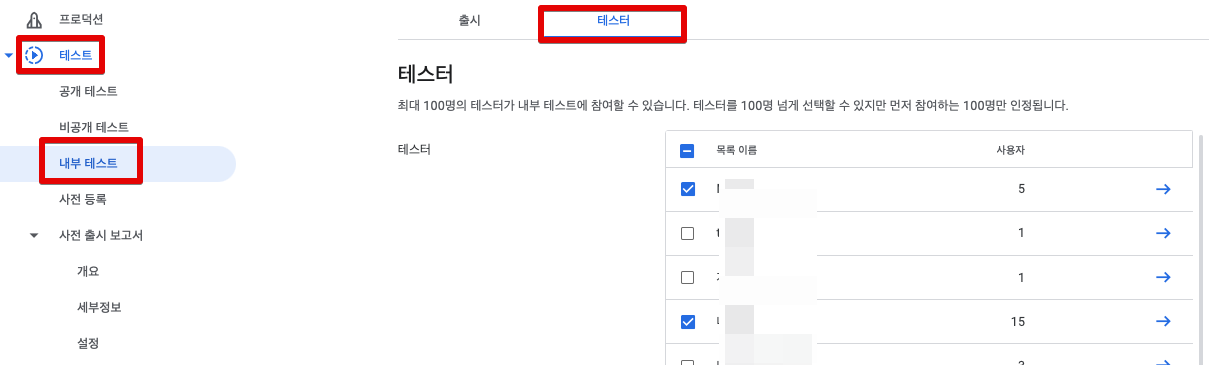 프로덕션
테스트
공개 테스트
비공개 테스트
내부 테스트
사전 등록
사전 출시 보고서
개요
세부정보
설정
출시
테스터
테스터
최대 100명의 테스터가 내부 테스트에 참여할 수 있습니다. 테스터를 100명 넘게 선택할 수 있지만 먼저 참여하는 100명만 인정됩니다.
테스터
목록 이름 사용자
5
1
1
15